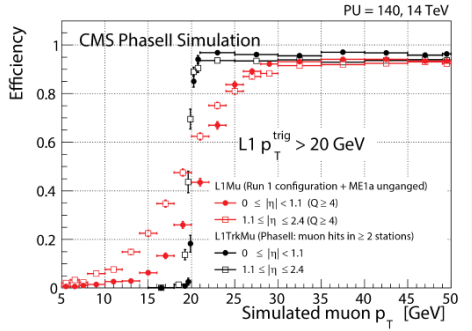 PU = 140, 14 TeV
CMS PhaseII Simulation
Efficiency
1
0.8
0.6
0.4
0.2
0
L1 p_T^trig > 20 GeV
L1Mu (Run 1 configuration + ME1a unganged)
0 ≤ |η| < 1.1 (Q ≥ 4)
1.1 ≤ |η| ≤ 2.4 (Q ≥ 4)
L1TrkMu (PhaseII: muon hits in ≥ 2 stations)
0 ≤ |η| < 1.1
1.1 ≤ |η| ≤ 2.4
5 10 15 20 25 30 35 40 45 50
Simulated muon p_T [GeV]